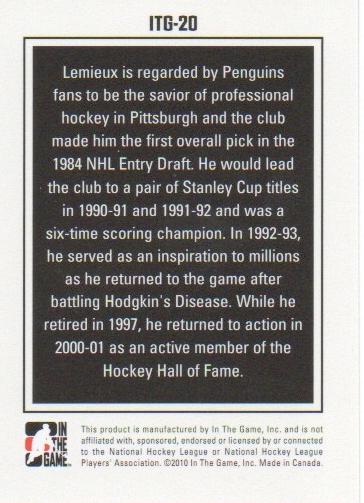 ITG-20
Lemieux is regarded by Penguins
fans to be the savior of professional
hockey in Pittsburgh and the club
made him the first overall pick in the
1984 NHL Entry Draft. He would lead
the club to a pair of Stanley Cup titles
in 1990-91 and 1991-92 and was a
six-time scoring champion. In 1992-93,
he served as an inspiration to millions
as he returned to the game after
battling Hodgkin's Disease. While he
retired in 1997, he returned to action in
2000-01 as an active member of the
Hockey Hall of Fame.
IN
THE
GAME
This product is manufactured by In The Game, Inc. and is not
affiliated with, sponsored, endorsed or licensed by or connected
to the National Hockey League or National Hockey League
Players' Association. ©2010 In The Game, Inc. Made in Canada.